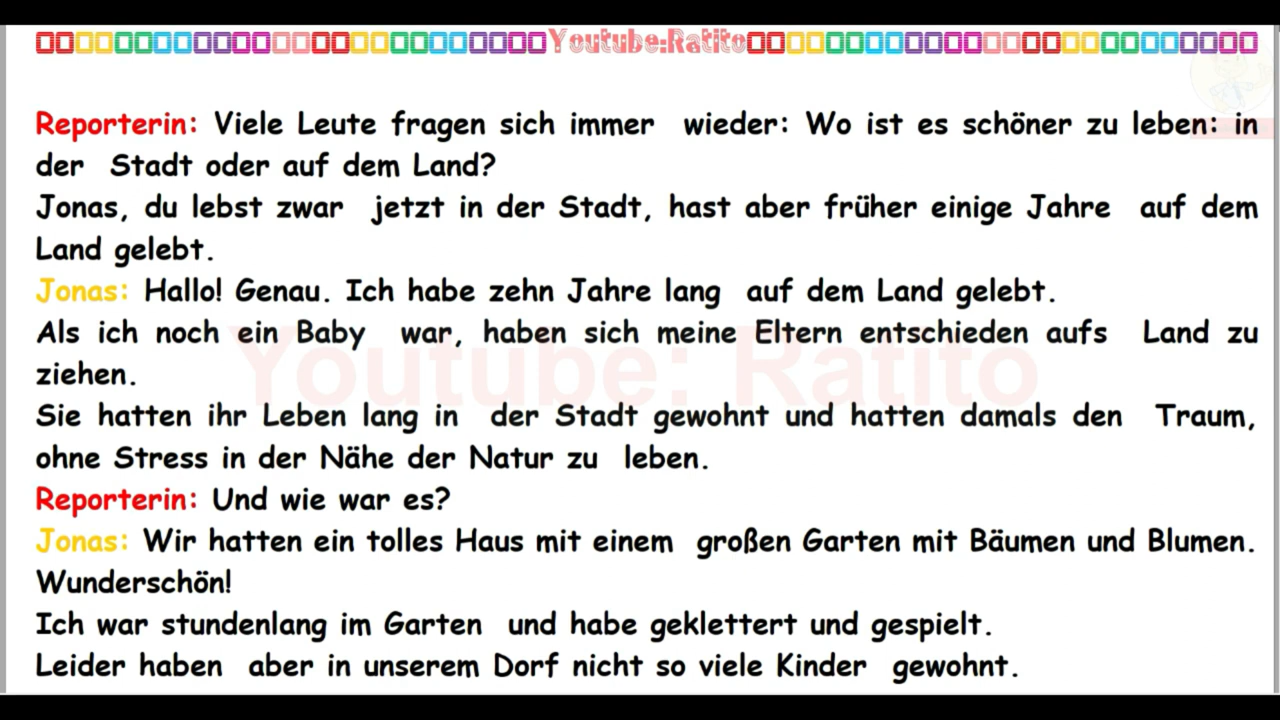 Youtube:Ratito
Reporterin: Viele Leute fragen sich immer wieder: Wo ist es schöner zu leben: in
der Stadt oder auf dem Land?
Jonas, du lebst zwar jetzt in der Stadt, hast aber früher einige Jahre auf dem
Land gelebt.
Jonas: Hallo! Genau. Ich habe zehn Jahre lang auf dem Land gelebt.
Als ich noch ein Baby war, haben sich meine Eltern entschieden aufs Land zu
ziehen.
Sie hatten ihr Leben lang in der Stadt gewohnt und hatten damals den Traum,
ohne Stress in der Nähe der Natur zu leben.
Reporterin: Und wie war es?
Jonas: Wir hatten ein tolles Haus mit einem großen Garten mit Bäumen und Blumen.
Wunderschön!
Ich war stundenlang im Garten und habe geklettert und gespielt.
Leider haben aber in unserem Dorf nicht so viele Kinder gewohnt.
Youtube: Ratito